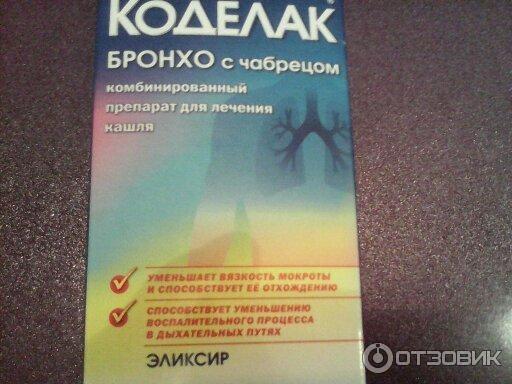 КОДЕЛАК®
БРОНХО с чабрецом
комбинированный
препарат для лечения
кашля
УМЕНЬШАЕТ ВЯЗКОСТЬ МОКРОТЫ
И СПОСОБСТВУЕТ ЕЁ ОТХОЖДЕНИЮ
СПОСОБСТВУЕТ УМЕНЬШЕНИЮ
ВОСПАЛИТЕЛЬНОГО ПРОЦЕССА
В ДЫХАТЕЛЬНЫХ ПУТЯХ
ЭЛИКСИР
ОТЗОВИК